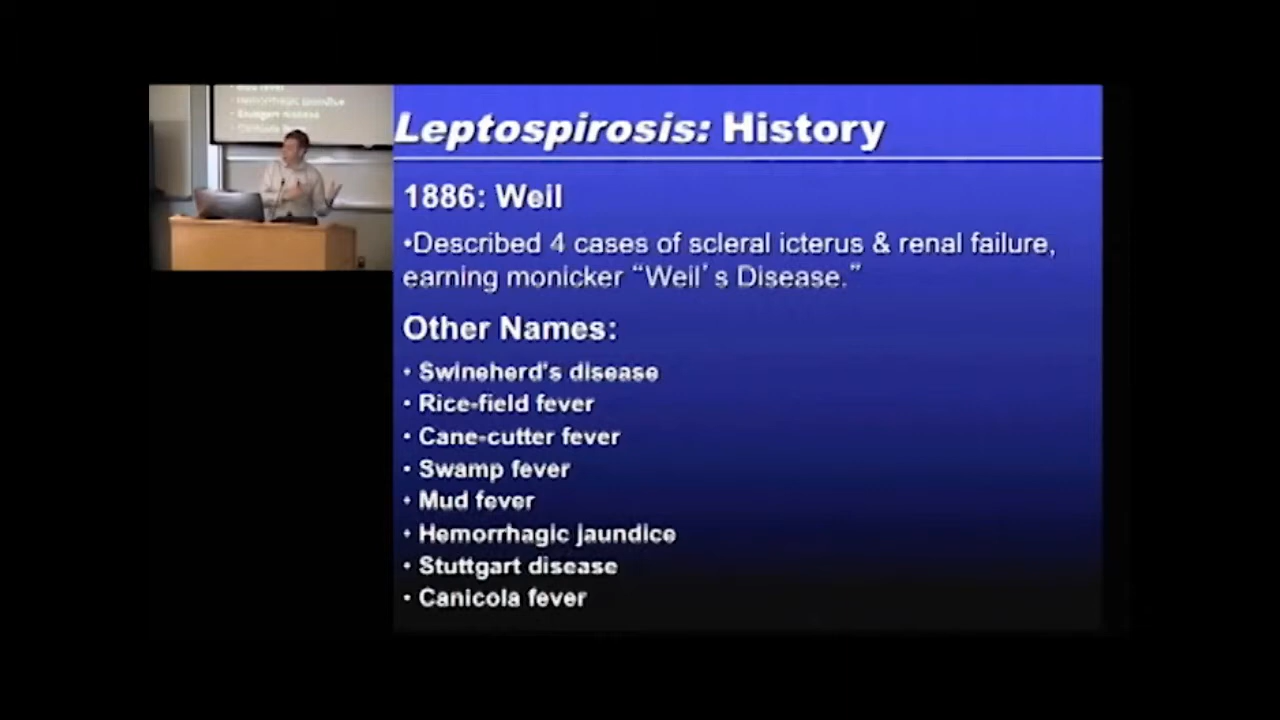 Leptospirosis: History
1886: Weil
•Described 4 cases of scleral icterus & renal failure,
earning monicker “Weil’s Disease.”
Other Names:
• Swineherd's disease
• Rice-field fever
• Cane-cutter fever
• Swamp fever
• Mud fever
• Hemorrhagic jaundice
• Stuttgart disease
• Canicola fever